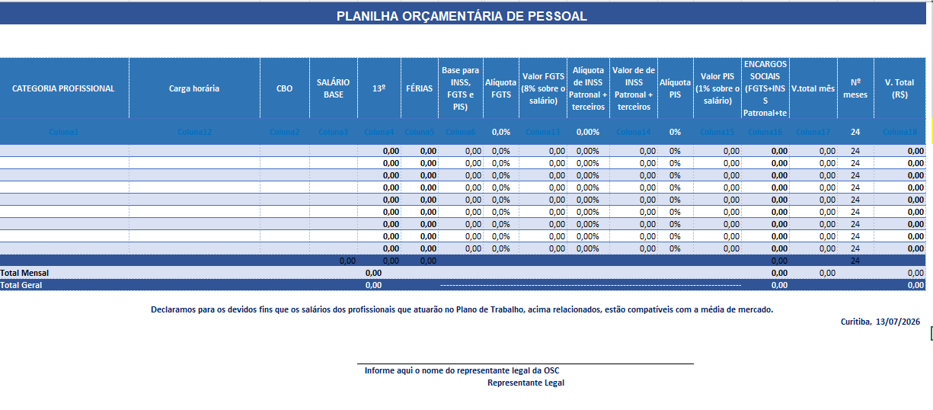 PLANILHA ORÇAMENTÁRIA DE PESSOAL
CATEGORIA PROFISSIONAL Carga horária CBO SALÁRIO BASE 13º FÉRIAS Base para INSS, FGTS e PIS) Alíquota FGTS Valor FGTS (8% sobre o salário) Alíquota de INSS Patronal + terceiros Valor de de INSS Patronal + terceiros Alíquota PIS Valor PIS (1% sobre o salário) ENCARGOS SOCIAIS (FGTS+INS S Patronal+te V.total mês Nº meses V. Total (R$)
Coluna1 Coluna12 Coluna2 Coluna3 Coluna4 Coluna5 Coluna6 0,0% Coluna13 0,00% Coluna14 0% Coluna15 Coluna16 Coluna17 24 Coluna18
0,00 0,00 0,00 0,0% 0,00 0,00% 0,00 0% 0,00 0,00 0,00 24 0,00
0,00 0,00 0,00 0,0% 0,00 0,00% 0,00 0% 0,00 0,00 0,00 24 0,00
0,00 0,00 0,00 0,0% 0,00 0,00% 0,00 0% 0,00 0,00 0,00 24 0,00
0,00 0,00 0,00 0,0% 0,00 0,00% 0,00 0% 0,00 0,00 0,00 24 0,00
0,00 0,00 0,00 0,0% 0,00 0,00% 0,00 0% 0,00 0,00 0,00 24 0,00
0,00 0,00 0,00 0,0% 0,00 0,00% 0,00 0% 0,00 0,00 0,00 24 0,00
0,00 0,00 0,00 0,0% 0,00 0,00% 0,00 0% 0,00 0,00 0,00 24 0,00
0,00 0,00 0,00 0,0% 0,00 0,00% 0,00 0% 0,00 0,00 0,00 24 0,00
0,00 0,00 0,00 0,0% 0,00 0,00% 0,00 0% 0,00 0,00 0,00 24 0,00
0,00 0,00 0,00 0,00 24
Total Mensal 0,00 0,00 0,00 0,00
Total Geral 0,00 0,00 0,00
Declaramos para os devidos fins que os salários dos profissionais que atuarão no Plano de Trabalho, acima relacionados, estão compatíveis com a média de mercado.
Curitiba, 13/07/2026
Informe aqui o nome do representante legal da OSC
Representante Legal